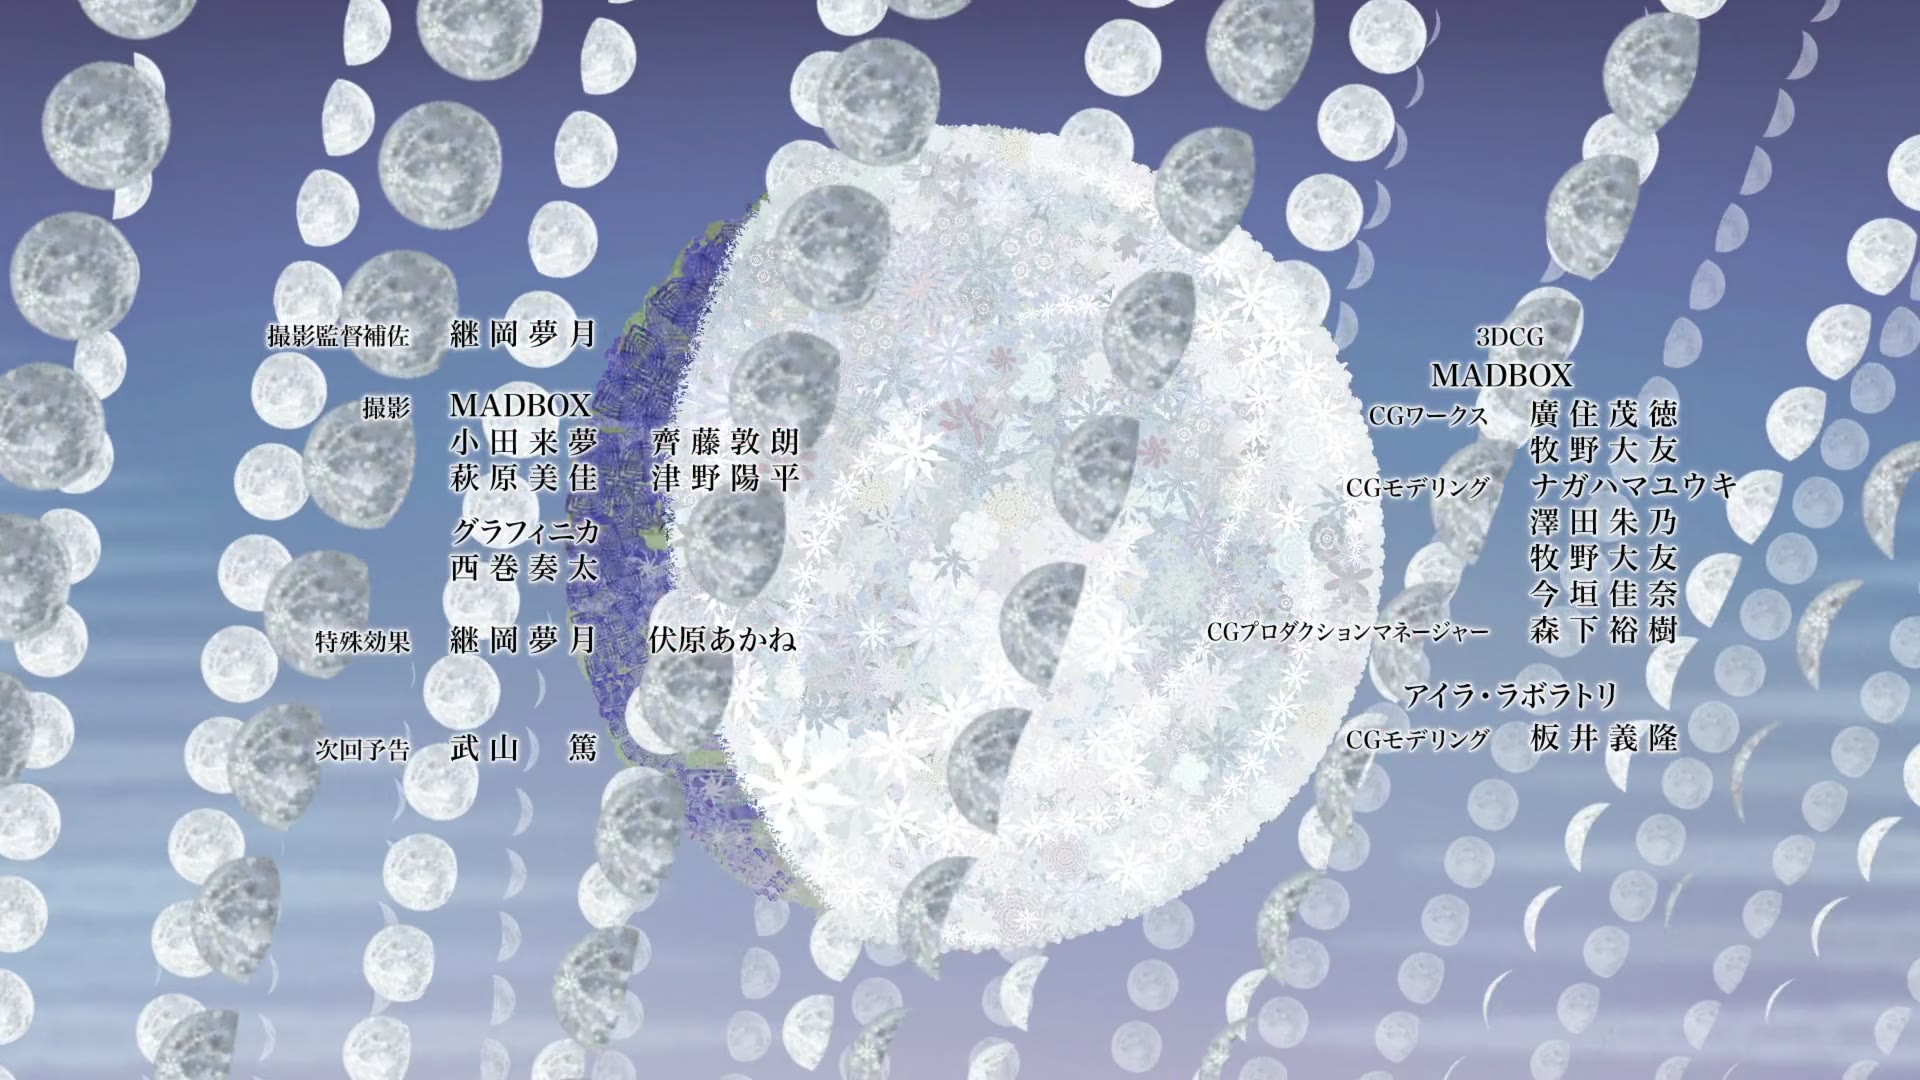 撮影監督補佐 継岡夢月
撮影 MADBOX
小田来夢 齊藤敦朗
萩原美佳 津野陽平
グラフィニカ
西巻奏太
特殊効果 継岡夢月 伏原あかね
次回予告 武山 篤
3DCG
MADBOX
CGワークス 廣住茂徳
牧野大友
CGモデリング ナガハマユウキ
澤田朱乃
牧野大友
今垣佳奈
CGプロダクションマネージャー 森下裕樹
アイラ・ラボラトリ
CGモデリング 板井義隆